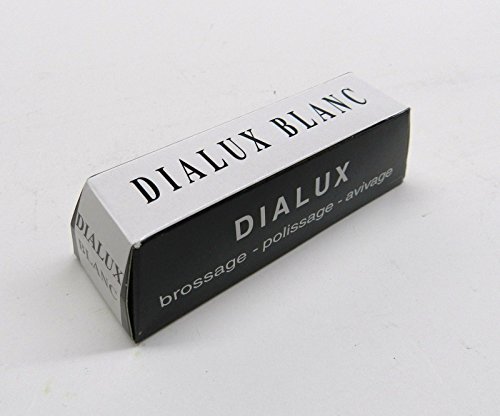 DIALUX BLANC
DIALUX
brossage - polissage - avivage
DIALUX
BLANC